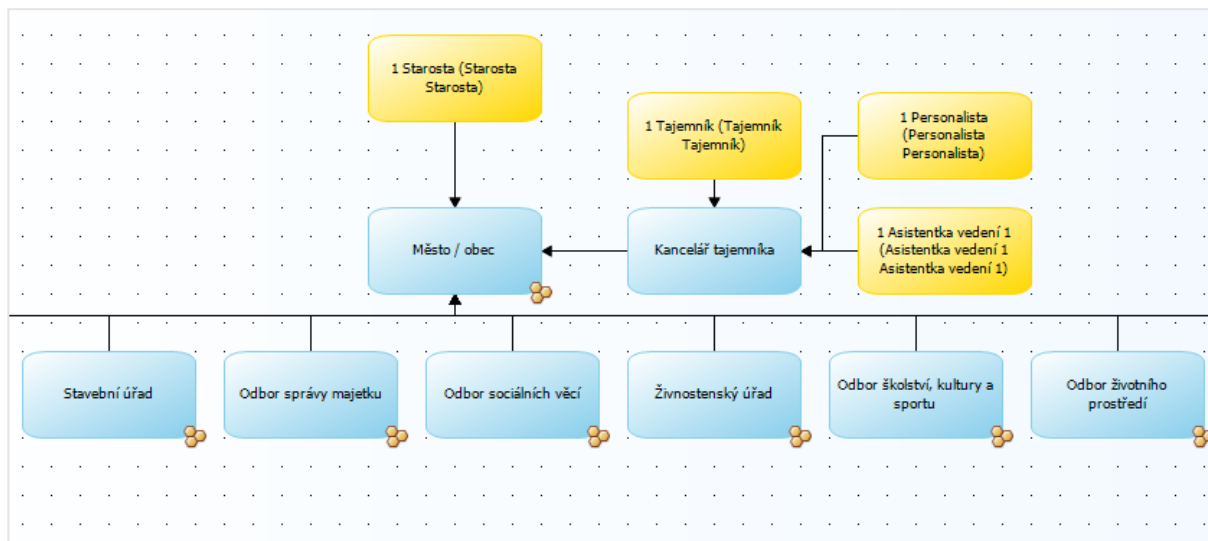 1 Starosta (Starosta
Starosta)
1 Tajemník (Tajemník
Tajemník)
1 Personalista
(Personalista
Personalista)
Město / obec
Kancelář tajemníka
1 Asistentka vedení 1
(Asistentka vedení 1
Asistentka vedení 1)
Stavební úřad
Odbor správy majetku
Odbor sociálních věcí
Živnostenský úřad
Odbor školství, kultury a
sportu
Odbor životního
prostředí